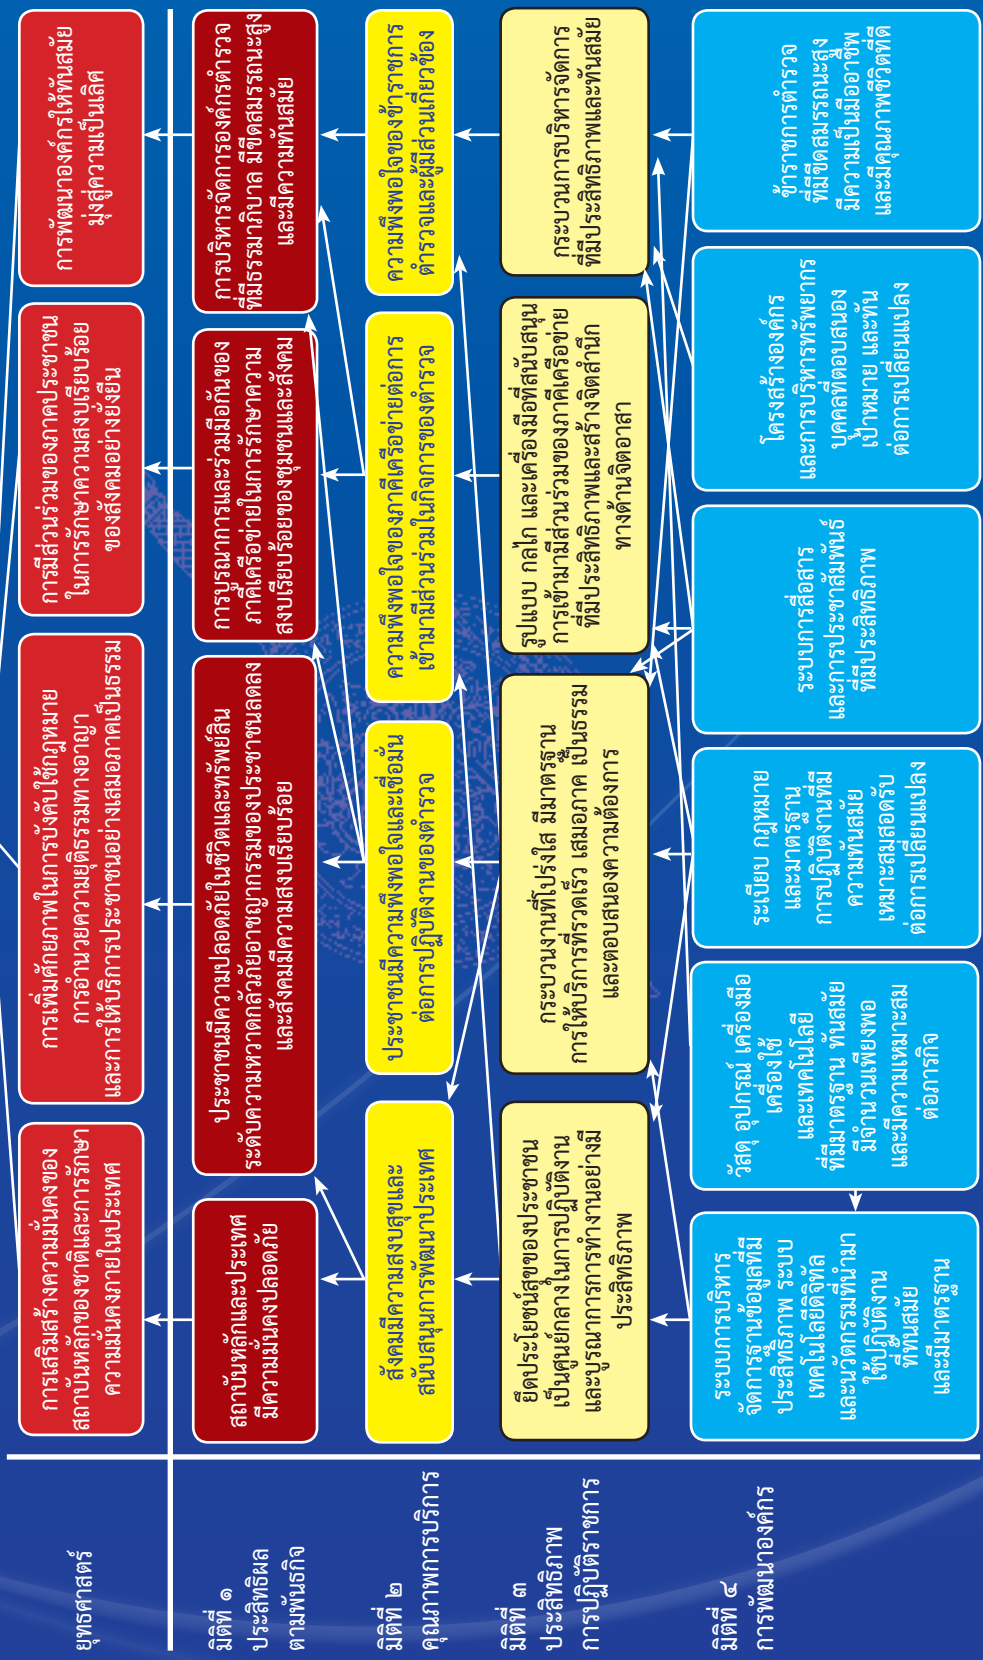 ยุทธศาสตร์
การเสริมสร้างความมั่นคงของ
สถาบันหลักของชาติและการรักษา
ความมั่นคงภายในประเทศ
การเพิ่มศักยภาพในการบังคับใช้กฎหมาย
การอำนวยความยุติธรรมทางอาญา
และการให้บริการประชาชนอย่างเสมอภาคเป็นธรรม
การมีส่วนร่วมของภาคประชาชน
ในการรักษาความสงบเรียบร้อย
ของสังคมอย่างยั่งยืน
การพัฒนาองค์กรให้ทันสมัย
มุ่งสู่ความเป็นเลิศ
มิติที่ ๑
ประสิทธิผล
ตามพันธกิจ
สถาบันหลักและประเทศ
มีความมั่นคงปลอดภัย
ประชาชนมีความปลอดภัยในชีวิตและทรัพย์สิน
ระดับความหวาดกลัวภัยอาชญากรรมของประชาชนลดลง
และสังคมมีความสงบเรียบร้อย
การบูรณาการและร่วมมือกันของ
ภาคีเครือข่ายในการรักษาความ
สงบเรียบร้อยของชุมชนและสังคม
การบริหารจัดการองค์กรตำรวจ
ที่มีธรรมาภิบาล มีขีดสมรรถนะสูง
และมีความทันสมัย
มิติที่ ๒
คุณภาพการบริการ
สังคมมีความสงบสุขและ
สนับสนุนการพัฒนาประเทศ
ประชาชนมีความพึงพอใจและเชื่อมั่น
ต่อการปฏิบัติงานของตำรวจ
ความพึงพอใจของภาคีเครือข่ายต่อการ
เข้ามามีส่วนร่วมในกิจการของตำรวจ
ความพึงพอใจของข้าราชการ
ตำรวจและผู้มีส่วนเกี่ยวข้อง
มิติที่ ๓
ประสิทธิภาพ
การปฏิบัติราชการ
ยึดประโยชน์สุขของประชาชน
เป็นศูนย์กลางในการปฏิบัติงาน
และบูรณาการการทำงานอย่างมี
ประสิทธิภาพ
กระบวนงานที่โปร่งใส มีมาตรฐาน
การให้บริการที่รวดเร็ว เสมอภาค เป็นธรรม
และตอบสนองความต้องการ
รูปแบบ กลไก และเครื่องมือที่สนับสนุน
การเข้ามามีส่วนร่วมของภาคีเครือข่าย
ที่มีประสิทธิภาพและสร้างจิตสำนึก
ทางด้านจิตอาสา
กระบวนการบริหารจัดการ
ที่มีประสิทธิภาพและทันสมัย
มิติที่ ๔
การพัฒนาองค์กร
ระบบการบริหาร
จัดการฐานข้อมูลที่มี
ประสิทธิภาพ ระบบ
เทคโนโลยีดิจิทัล
และนวัตกรรมที่นำมา
ใช้ปฏิบัติงาน
ที่ทันสมัย
และมีมาตรฐาน
วัสดุ อุปกรณ์ เครื่องมือ
เครื่องใช้
และเทคโนโลยี
ที่มีมาตรฐาน ทันสมัย
มีจำนวนเพียงพอ
และมีความเหมาะสม
ต่อภารกิจ
ระเบียบ กฎหมาย
และมาตรฐาน
การปฏิบัติงานที่มี
ความทันสมัย
เหมาะสมสอดรับ
ต่อการเปลี่ยนแปลง
ระบบการสื่อสาร
และการประชาสัมพันธ์
ที่มีประสิทธิภาพ
โครงสร้างองค์กร
และการบริหารทรัพยากร
บุคคลที่ตอบสนอง
เป้าหมาย และทัน
ต่อการเปลี่ยนแปลง
ข้าราชการตำรวจ
ที่มีขีดสมรรถนะสูง
มีความเป็นมืออาชีพ
และมีคุณภาพชีวิตที่ดี